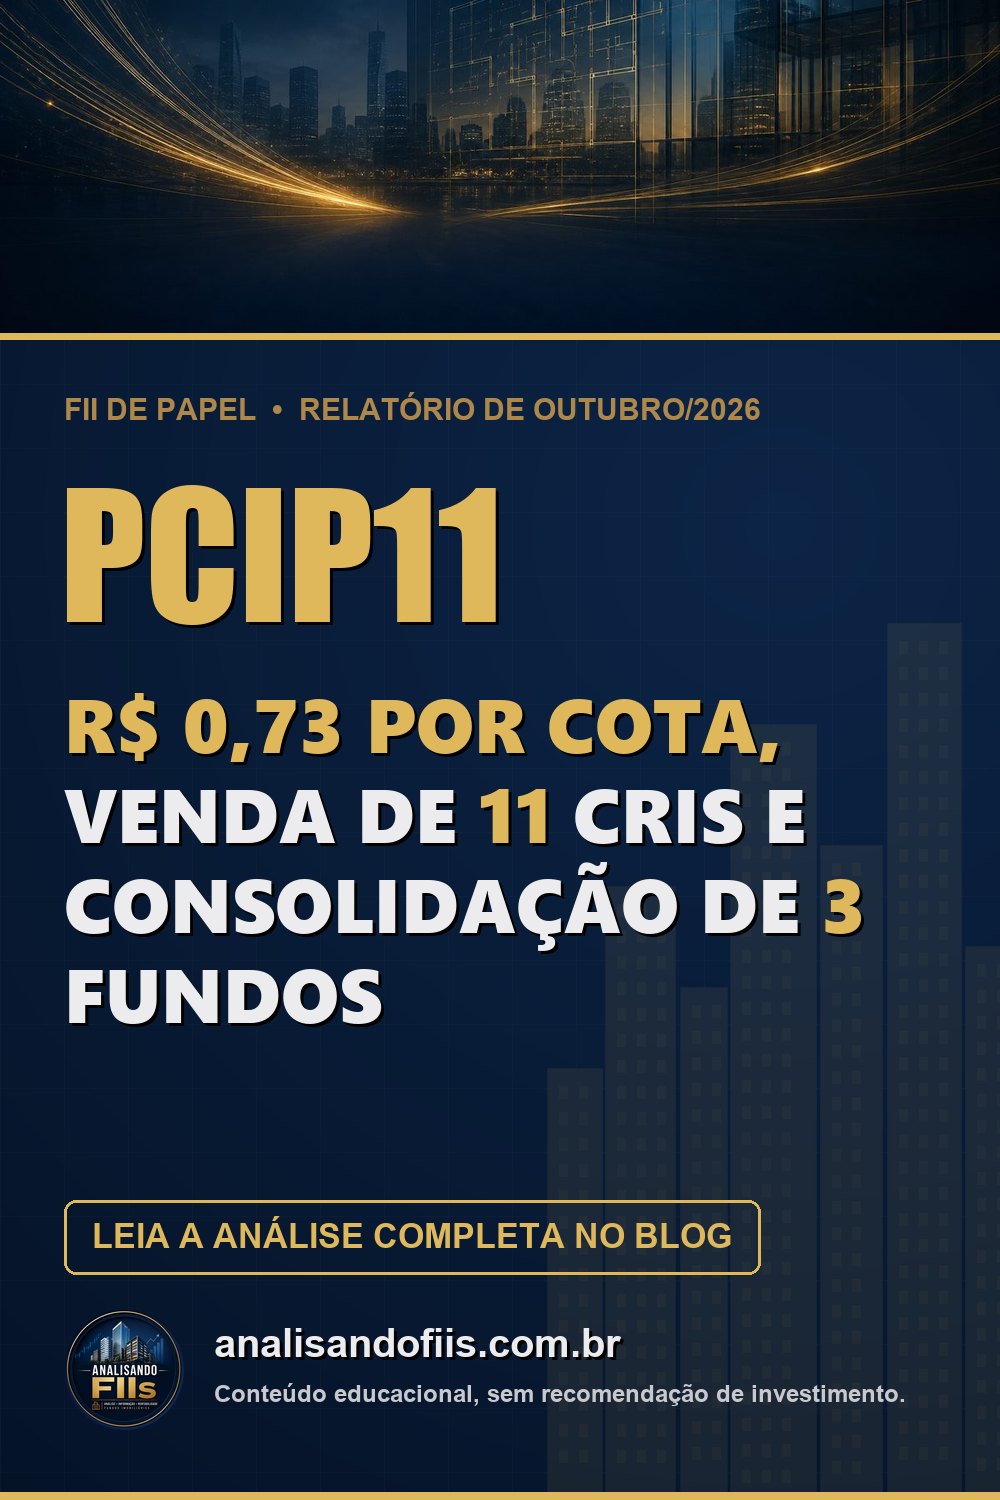 FII DE PAPEL • RELATÓRIO DE OUTUBRO/2026
PCIP11
R$ 0,73 POR COTA,
VENDA DE 11 CRIS E
CONSOLIDAÇÃO DE 3
FUNDOS
LEIA A ANÁLISE COMPLETA NO BLOG
ANALISANDO
FIIs
analisandofiis.com.br
Conteúdo educacional, sem recomendação de investimento.